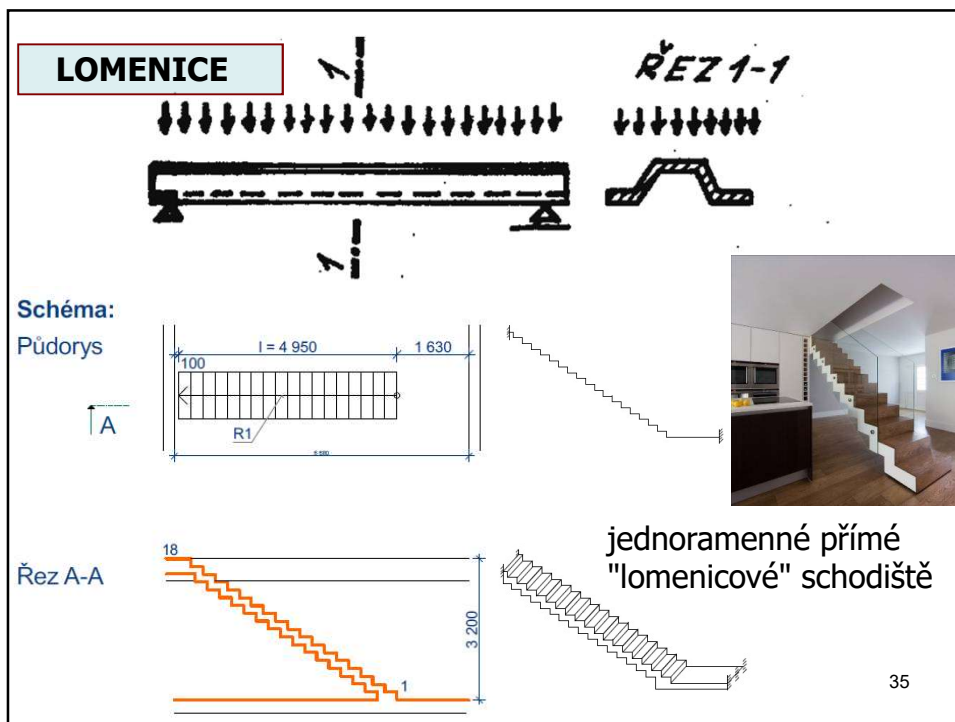 LOMENICE
1
ŘEZ 1-1
1
Schéma:
Půdorys
l = 4 950
1 630
100
A
R1
jednoramenné přímé
"lomenicové" schodiště
Řez A-A
18
3 200
1
35